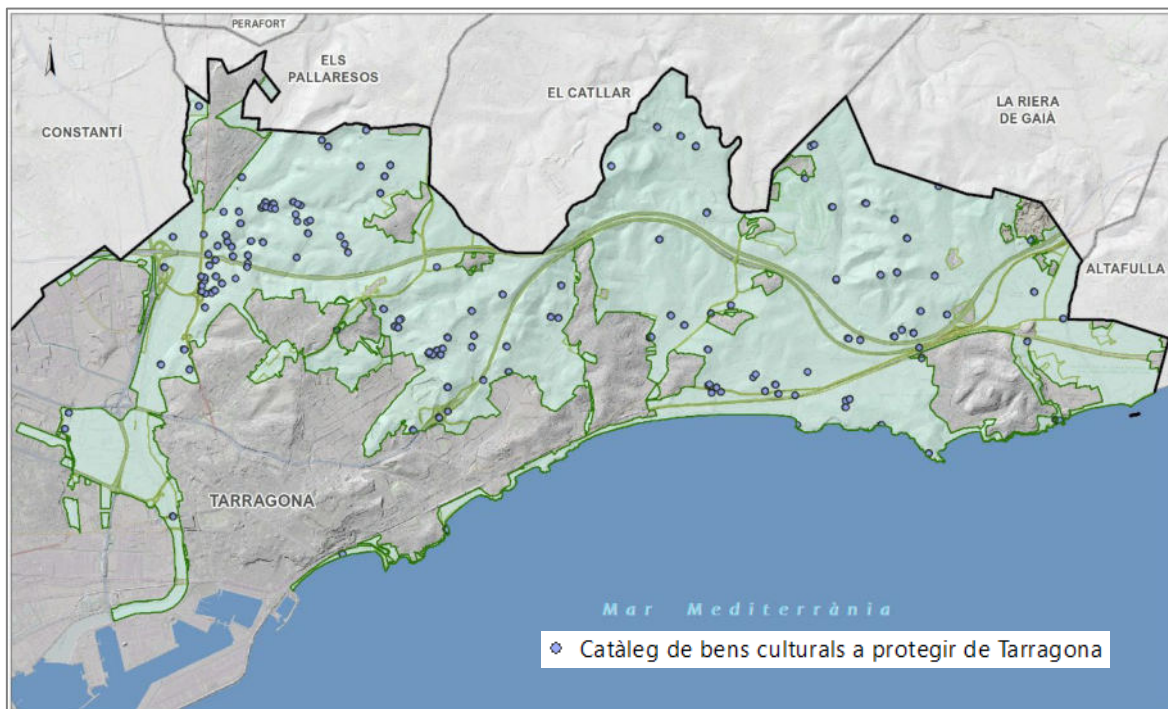 PERAFORT
ELS
PALLARESOS
EL CATLLAR
CONSTANTÍ
LA RIERA
DE GAIÀ
ALTAFULLA
TARRAGONA
Mar Mediterrània
Catàleg de bens culturals a protegir de Tarragona